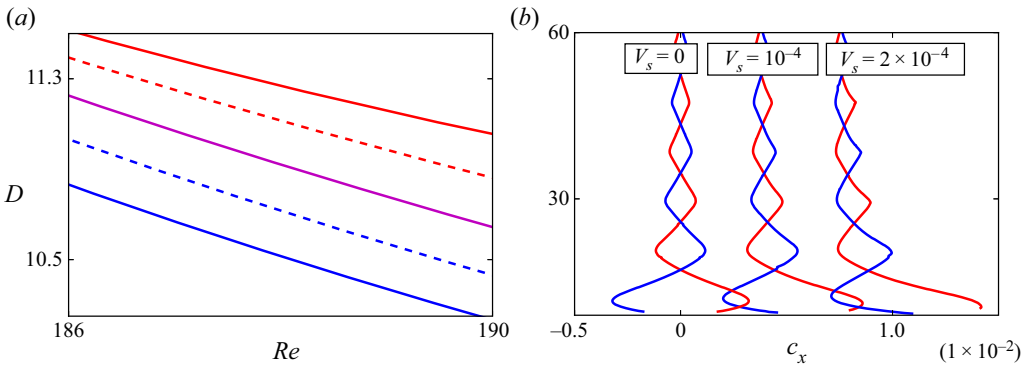 (a)
11.3
D
10.5
186
190
Re
(b)
60
V_s = 0
V_s = 10^{–4}
V_s = 2 × 10^{–4}
30
–0.5
0
1.0
c_x
(1 × 10^{–2})